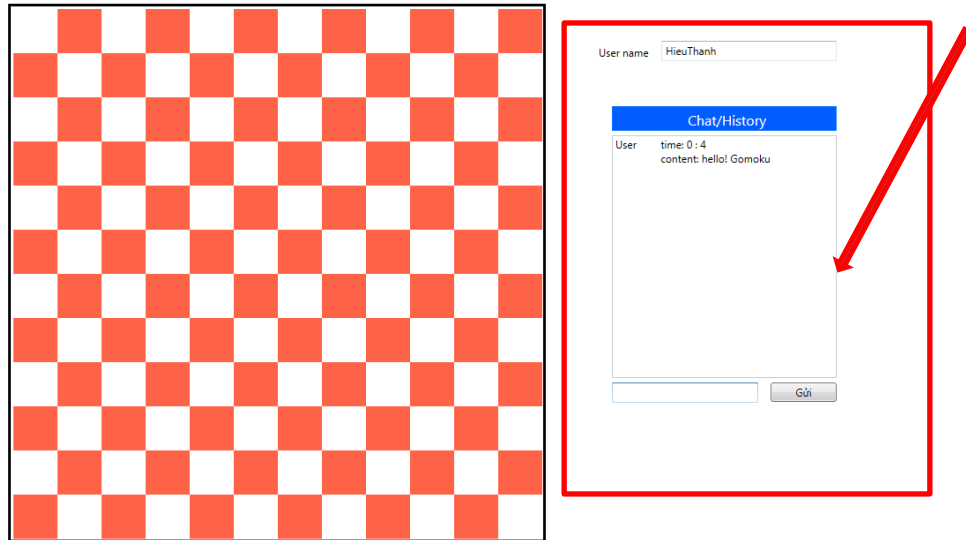 User name HieuThanh
Chat/History
User time: 0 : 4
content: hello! Gomoku
Gửi